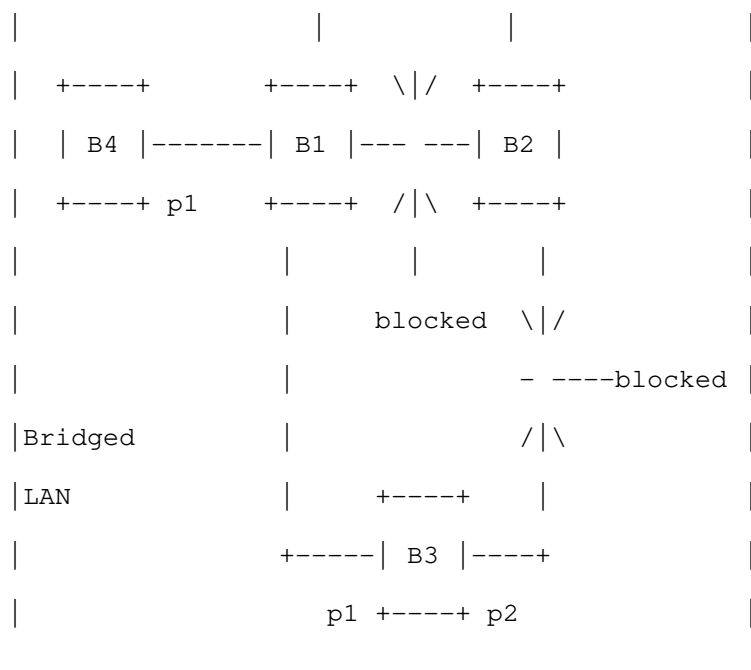 |                    |            |               |
|  +----+        +----+  \|/  +----+            |
|  | B4 |-------| B1 |--- ---| B2 |            |
|  +----+ p1    +----+  /|\  +----+            |
|                  |        |       |             |
|                  |     blocked  \|/            |
|                  |               - ----blocked |
|Bridged          |               /|\            |
|LAN              |     +----+    |             |
|                 +-----| B3 |----+             |
|                    p1 +----+ p2               |